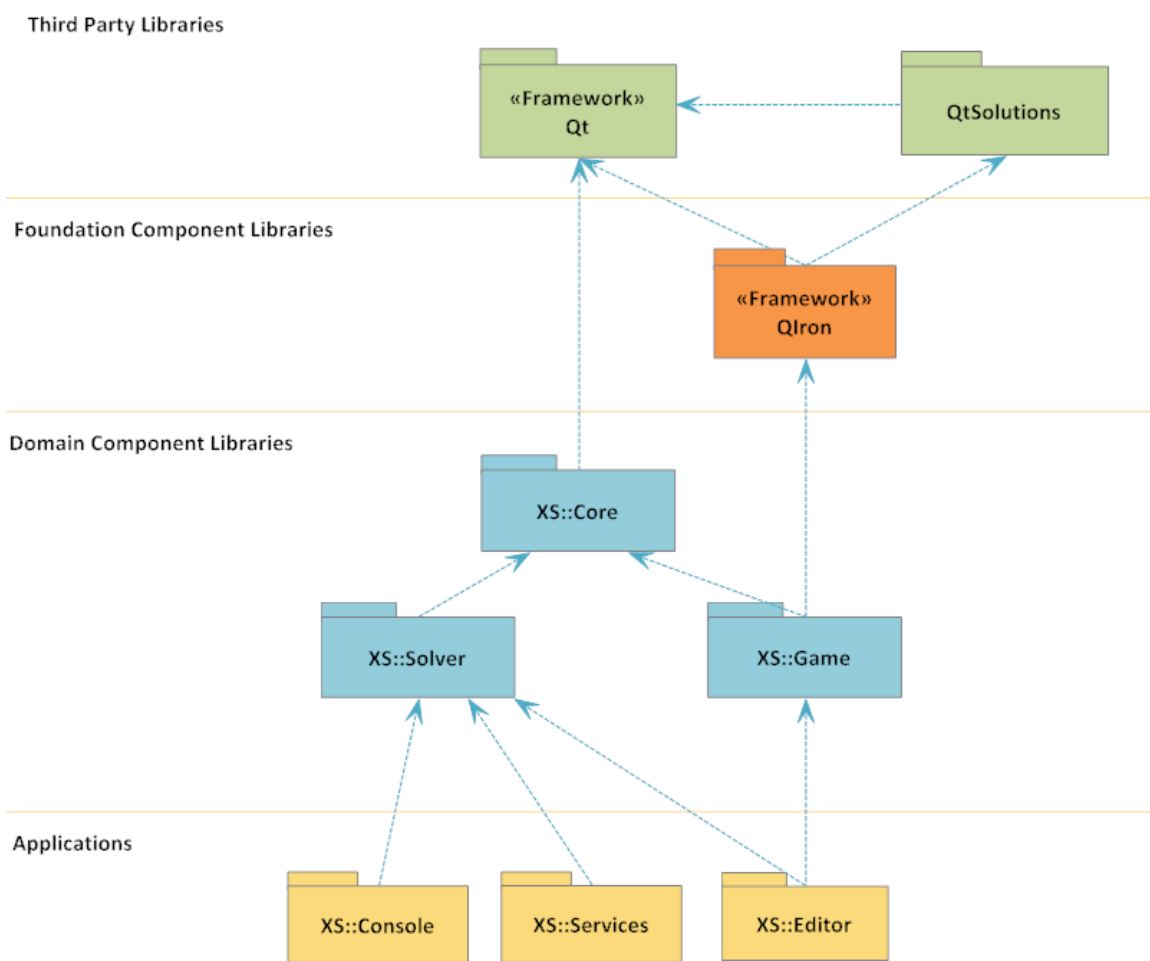 Third Party Libraries
«Framework»
Qt
QtSolutions
Foundation Component Libraries
«Framework»
QIron
Domain Component Libraries
XS::Core
XS::Solver
XS::Game
Applications
XS::Console
XS::Services
XS::Editor